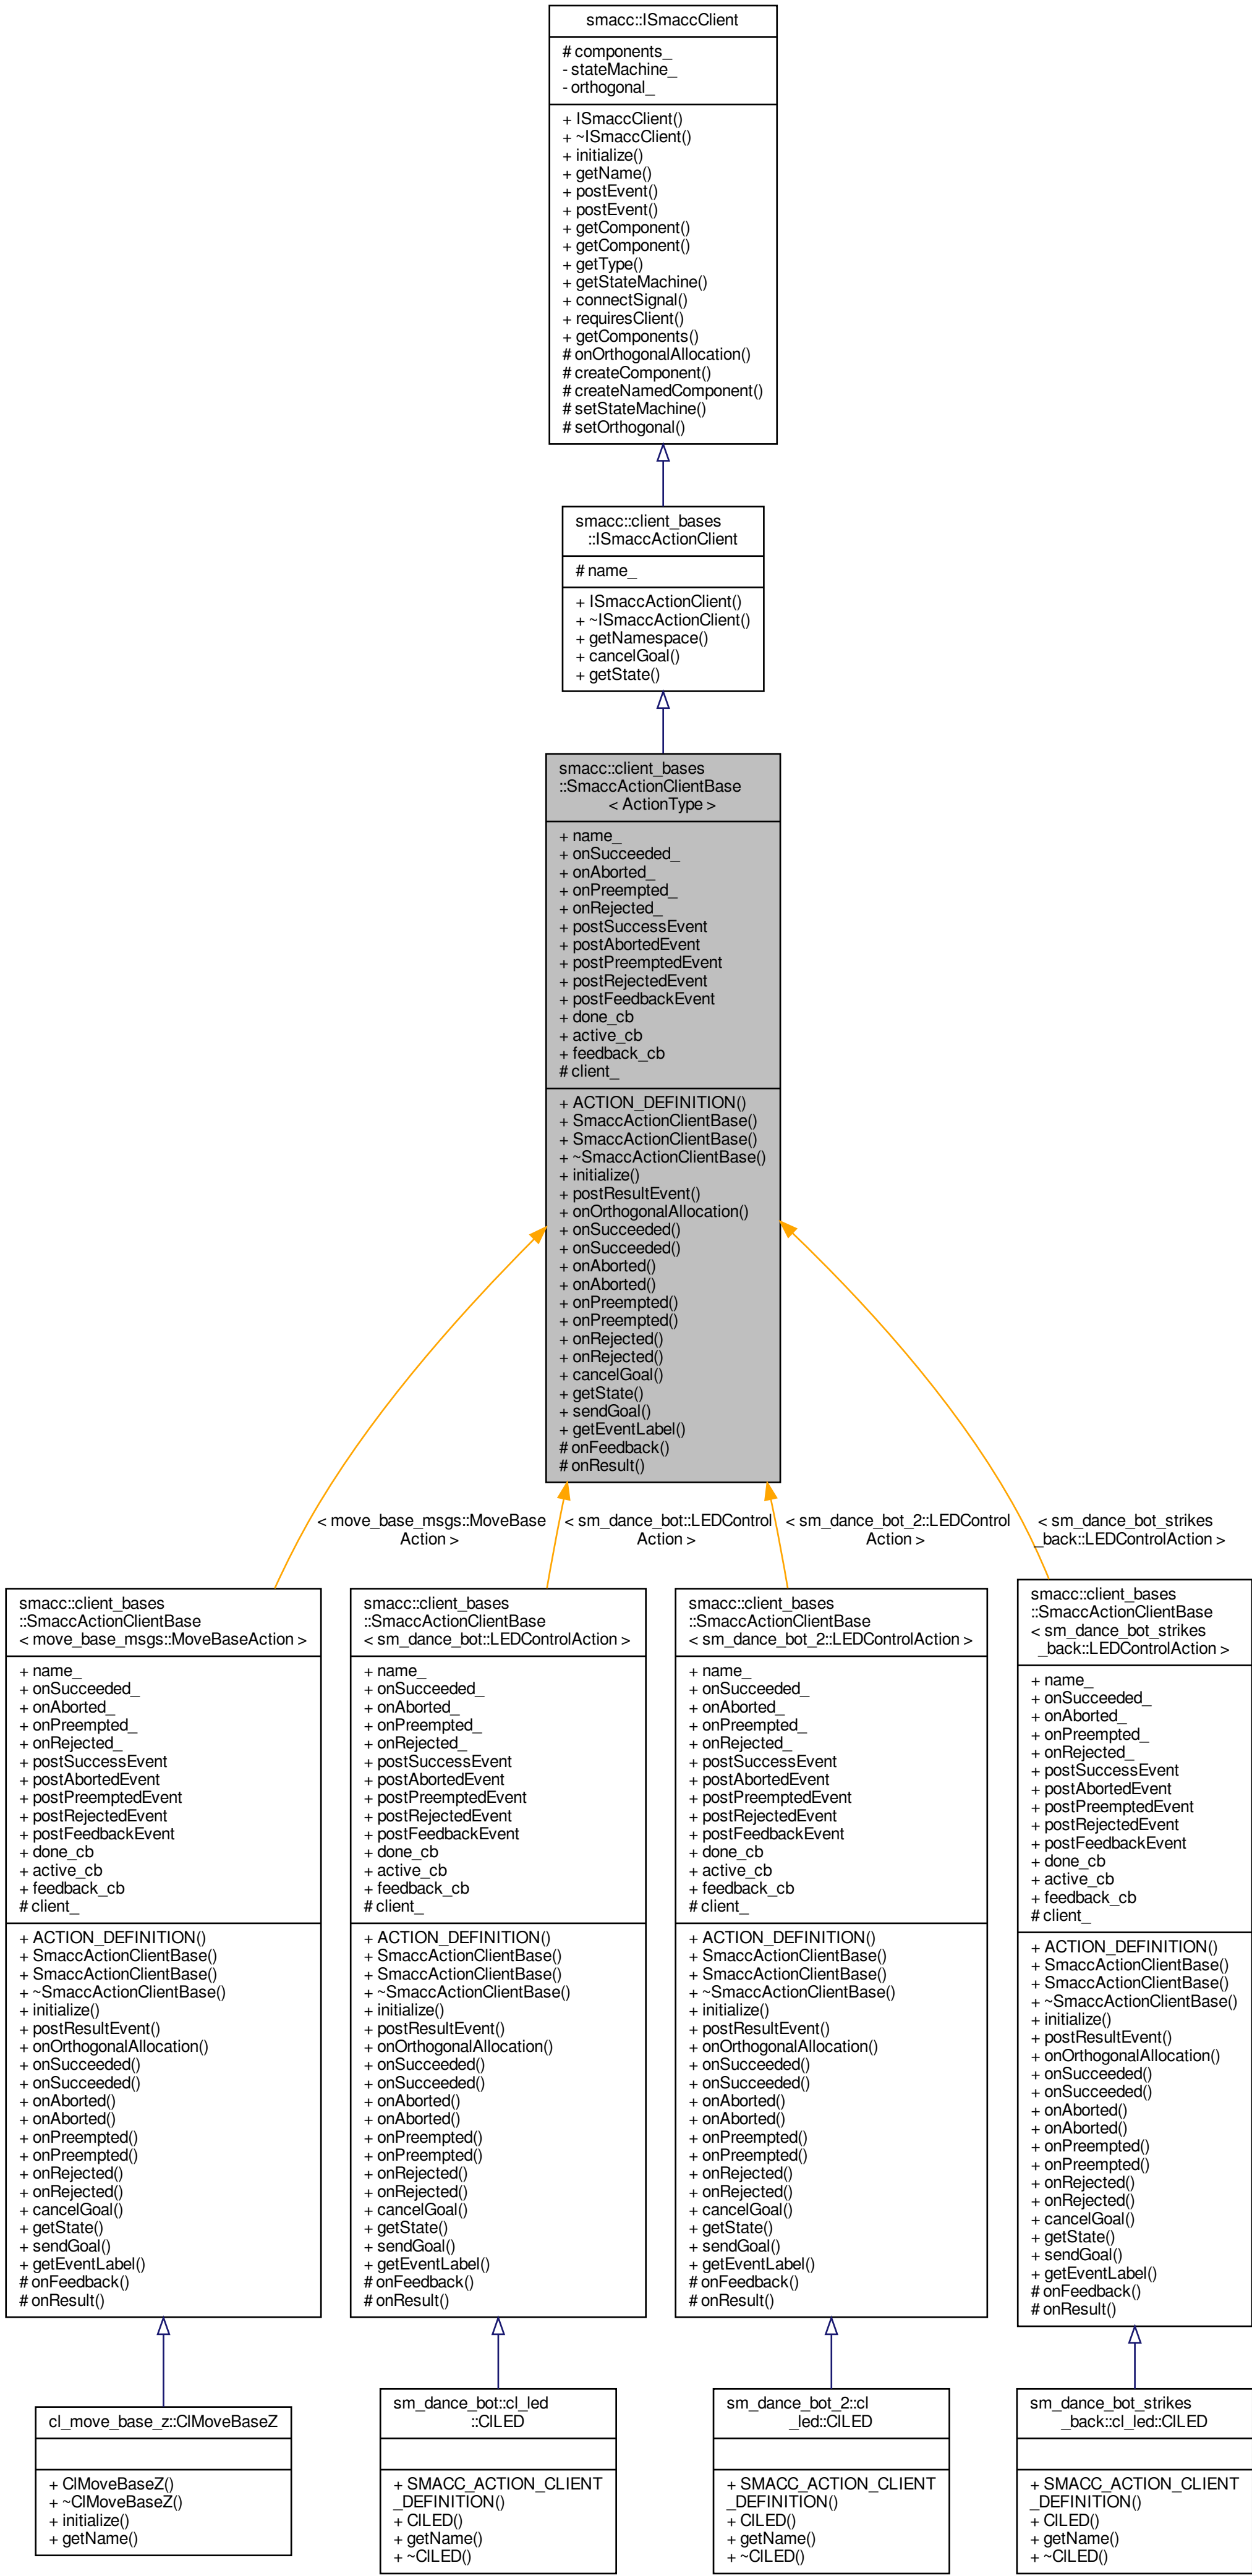 smacc::ISmaccClient
# components_
- stateMachine_
- orthogonal_
+ ISmaccClient()
+ ~ISmaccClient()
+ initialize()
+ getName()
+ postEvent()
+ postEvent()
+ getComponent()
+ getComponent()
+ getType()
+ getStateMachine()
+ connectSignal()
+ requiresClient()
+ getComponents()
# onOrthogonalAllocation()
# createComponent()
# createNamedComponent()
# setStateMachine()
# setOrthogonal()
smacc::client_bases
::ISmaccActionClient
# name_
+ ISmaccActionClient()
+ ~ISmaccActionClient()
+ getNamespace()
+ cancelGoal()
+ getState()
smacc::client_bases
::SmaccActionClientBase
< ActionType >
+ name_
+ onSucceeded_
+ onAborted_
+ onPreempted_
+ onRejected_
+ postSuccessEvent
+ postAbortedEvent
+ postPreemptedEvent
+ postRejectedEvent
+ postFeedbackEvent
+ done_cb
+ active_cb
+ feedback_cb
# client_
+ ACTION_DEFINITION()
+ SmaccActionClientBase()
+ SmaccActionClientBase()
+ ~SmaccActionClientBase()
+ initialize()
+ postResultEvent()
+ onOrthogonalAllocation()
+ onSucceeded()
+ onSucceeded()
+ onAborted()
+ onAborted()
+ onPreempted()
+ onPreempted()
+ onRejected()
+ onRejected()
+ cancelGoal()
+ getState()
+ sendGoal()
+ getEventLabel()
# onFeedback()
# onResult()
< move_base_msgs::MoveBase
Action >
< sm_dance_bot::LEDControl
Action >
< sm_dance_bot_2::LEDControl
Action >
< sm_dance_bot_strikes
_back::LEDControlAction >
smacc::client_bases
::SmaccActionClientBase
< move_base_msgs::MoveBaseAction >
+ name_
+ onSucceeded_
+ onAborted_
+ onPreempted_
+ onRejected_
+ postSuccessEvent
+ postAbortedEvent
+ postPreemptedEvent
+ postRejectedEvent
+ postFeedbackEvent
+ done_cb
+ active_cb
+ feedback_cb
# client_
+ ACTION_DEFINITION()
+ SmaccActionClientBase()
+ SmaccActionClientBase()
+ ~SmaccActionClientBase()
+ initialize()
+ postResultEvent()
+ onOrthogonalAllocation()
+ onSucceeded()
+ onSucceeded()
+ onAborted()
+ onAborted()
+ onPreempted()
+ onPreempted()
+ onRejected()
+ onRejected()
+ cancelGoal()
+ getState()
+ sendGoal()
+ getEventLabel()
# onFeedback()
# onResult()
smacc::client_bases
::SmaccActionClientBase
< sm_dance_bot::LEDControlAction >
+ name_
+ onSucceeded_
+ onAborted_
+ onPreempted_
+ onRejected_
+ postSuccessEvent
+ postAbortedEvent
+ postPreemptedEvent
+ postRejectedEvent
+ postFeedbackEvent
+ done_cb
+ active_cb
+ feedback_cb
# client_
+ ACTION_DEFINITION()
+ SmaccActionClientBase()
+ SmaccActionClientBase()
+ ~SmaccActionClientBase()
+ initialize()
+ postResultEvent()
+ onOrthogonalAllocation()
+ onSucceeded()
+ onSucceeded()
+ onAborted()
+ onAborted()
+ onPreempted()
+ onPreempted()
+ onRejected()
+ onRejected()
+ cancelGoal()
+ getState()
+ sendGoal()
+ getEventLabel()
# onFeedback()
# onResult()
smacc::client_bases
::SmaccActionClientBase
< sm_dance_bot_2::LEDControlAction >
+ name_
+ onSucceeded_
+ onAborted_
+ onPreempted_
+ onRejected_
+ postSuccessEvent
+ postAbortedEvent
+ postPreemptedEvent
+ postRejectedEvent
+ postFeedbackEvent
+ done_cb
+ active_cb
+ feedback_cb
# client_
+ ACTION_DEFINITION()
+ SmaccActionClientBase()
+ SmaccActionClientBase()
+ ~SmaccActionClientBase()
+ initialize()
+ postResultEvent()
+ onOrthogonalAllocation()
+ onSucceeded()
+ onSucceeded()
+ onAborted()
+ onAborted()
+ onPreempted()
+ onPreempted()
+ onRejected()
+ onRejected()
+ cancelGoal()
+ getState()
+ sendGoal()
+ getEventLabel()
# onFeedback()
# onResult()
smacc::client_bases
::SmaccActionClientBase
< sm_dance_bot_strikes
_back::LEDControlAction >
+ name_
+ onSucceeded_
+ onAborted_
+ onPreempted_
+ onRejected_
+ postSuccessEvent
+ postAbortedEvent
+ postPreemptedEvent
+ postRejectedEvent
+ postFeedbackEvent
+ done_cb
+ active_cb
+ feedback_cb
# client_
+ ACTION_DEFINITION()
+ SmaccActionClientBase()
+ SmaccActionClientBase()
+ ~SmaccActionClientBase()
+ initialize()
+ postResultEvent()
+ onOrthogonalAllocation()
+ onSucceeded()
+ onSucceeded()
+ onAborted()
+ onAborted()
+ onPreempted()
+ onPreempted()
+ onRejected()
+ onRejected()
+ cancelGoal()
+ getState()
+ sendGoal()
+ getEventLabel()
# onFeedback()
# onResult()
cl_move_base_z::ClMoveBaseZ
+ ClMoveBaseZ()
+ ~ClMoveBaseZ()
+ initialize()
+ getName()
sm_dance_bot::cl_led
::ClLED
+ SMACC_ACTION_CLIENT
_DEFINITION()
+ ClLED()
+ getName()
+ ~ClLED()
sm_dance_bot_2::cl
_led::ClLED
+ SMACC_ACTION_CLIENT
_DEFINITION()
+ ClLED()
+ getName()
+ ~ClLED()
sm_dance_bot_strikes
_back::cl_led::ClLED
+ SMACC_ACTION_CLIENT
_DEFINITION()
+ ClLED()
+ getName()
+ ~ClLED()